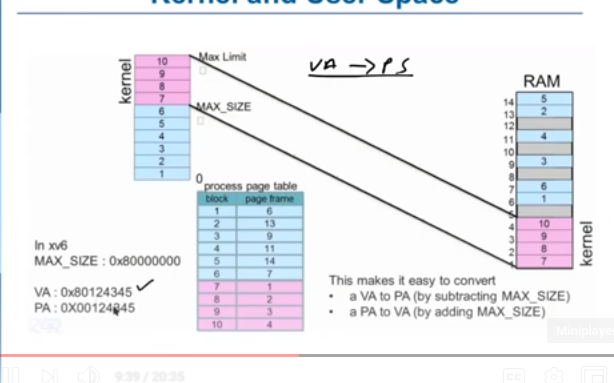 Kernel and User Space
kernel
10
9
8
7
6
5
4
3
2
1
Max Limit
MAX_SIZE
0
VA → PS
process page table
block page frame
1 6
2 13
3 9
4 11
5 14
6 7
7 1
8 2
9 3
10 4
RAM
14 5
13 2
12
11 4
10
9 3
8
7 6
6 1
5
4 10
3 9
2 8
1 7
kernel
In xv6
MAX_SIZE : 0x80000000
VA : 0x80124345
PA : 0X00124345
This makes it easy to convert
• a VA to PA (by subtracting MAX_SIZE)
• a PA to VA (by adding MAX_SIZE)
Miniplayer
9:39 / 20:35
CC